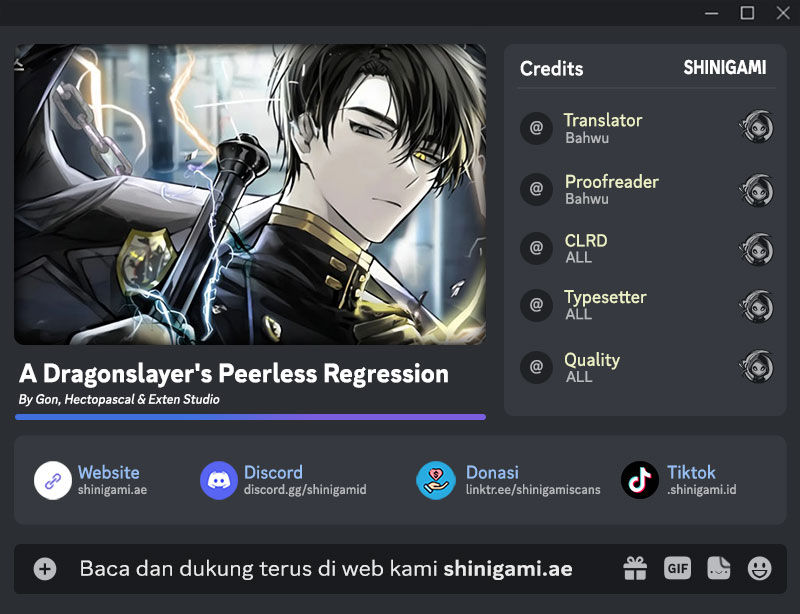 A Dragonslayer's Peerless Regression
By Gon, Hectopascal & Exten Studio
Credits
SHINIGAMI
@
Translator
Bahwu
@
Proofreader
Bahwu
@
CLRD
ALL
@
Typesetter
ALL
@
Quality
ALL
Website
shinigami.ae
Discord
discord.gg/shinigamid
Donasi
linktr.ee/shinigamiscans
Tiktok
.shinigami.id
Baca dan dukung terus di web kami shinigami.ae
GIF